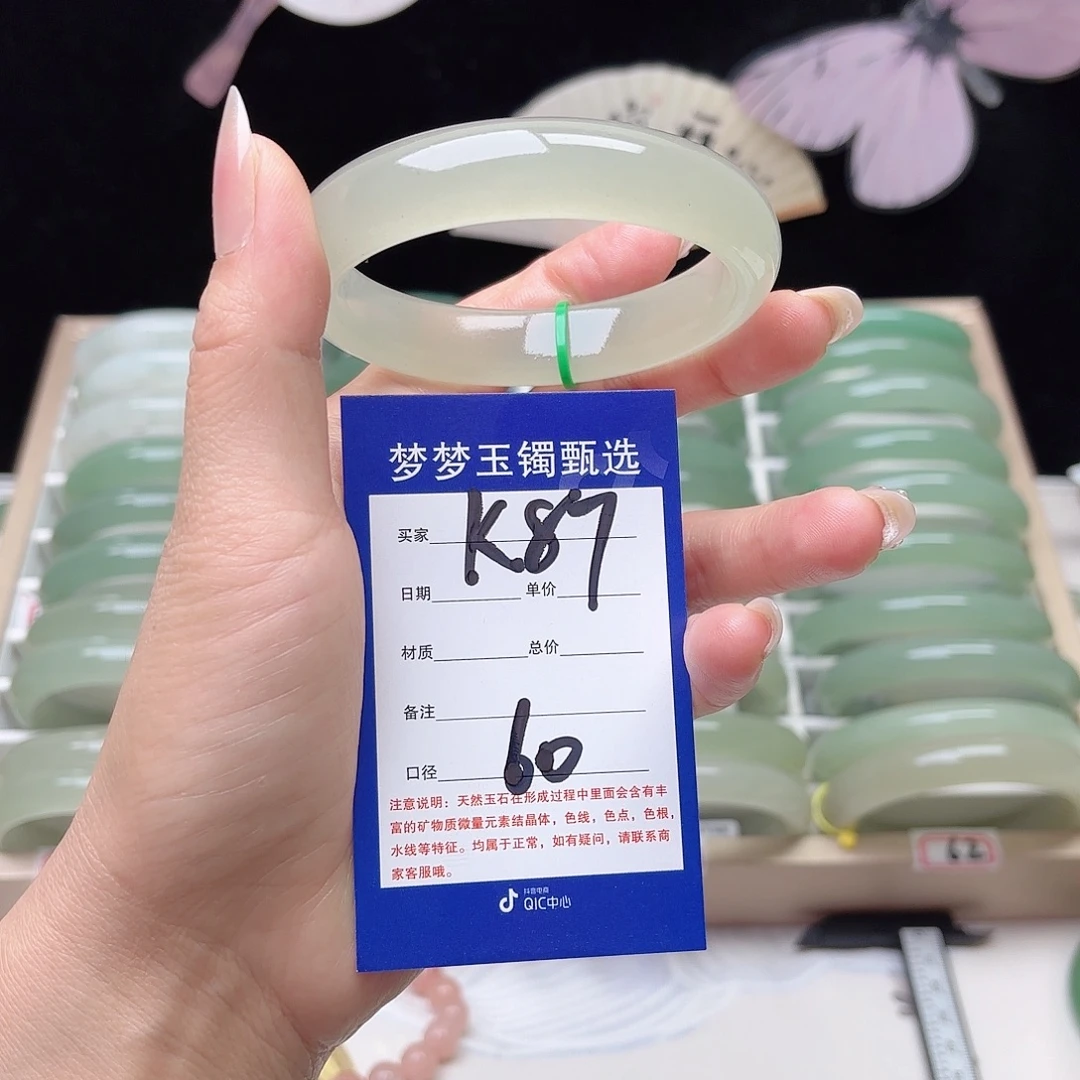 梦梦玉镯甄选
买家 K87
日期 单价
材质 总价
备注
口径 60
注意说明：天然玉石在形成过程中里面会含有丰
富的矿物质微量元素结晶体，色线，色点，色根，
水线等特征。均属于正常，如有疑问，请联系商
家客服哦。
抖音电商
QIC中心